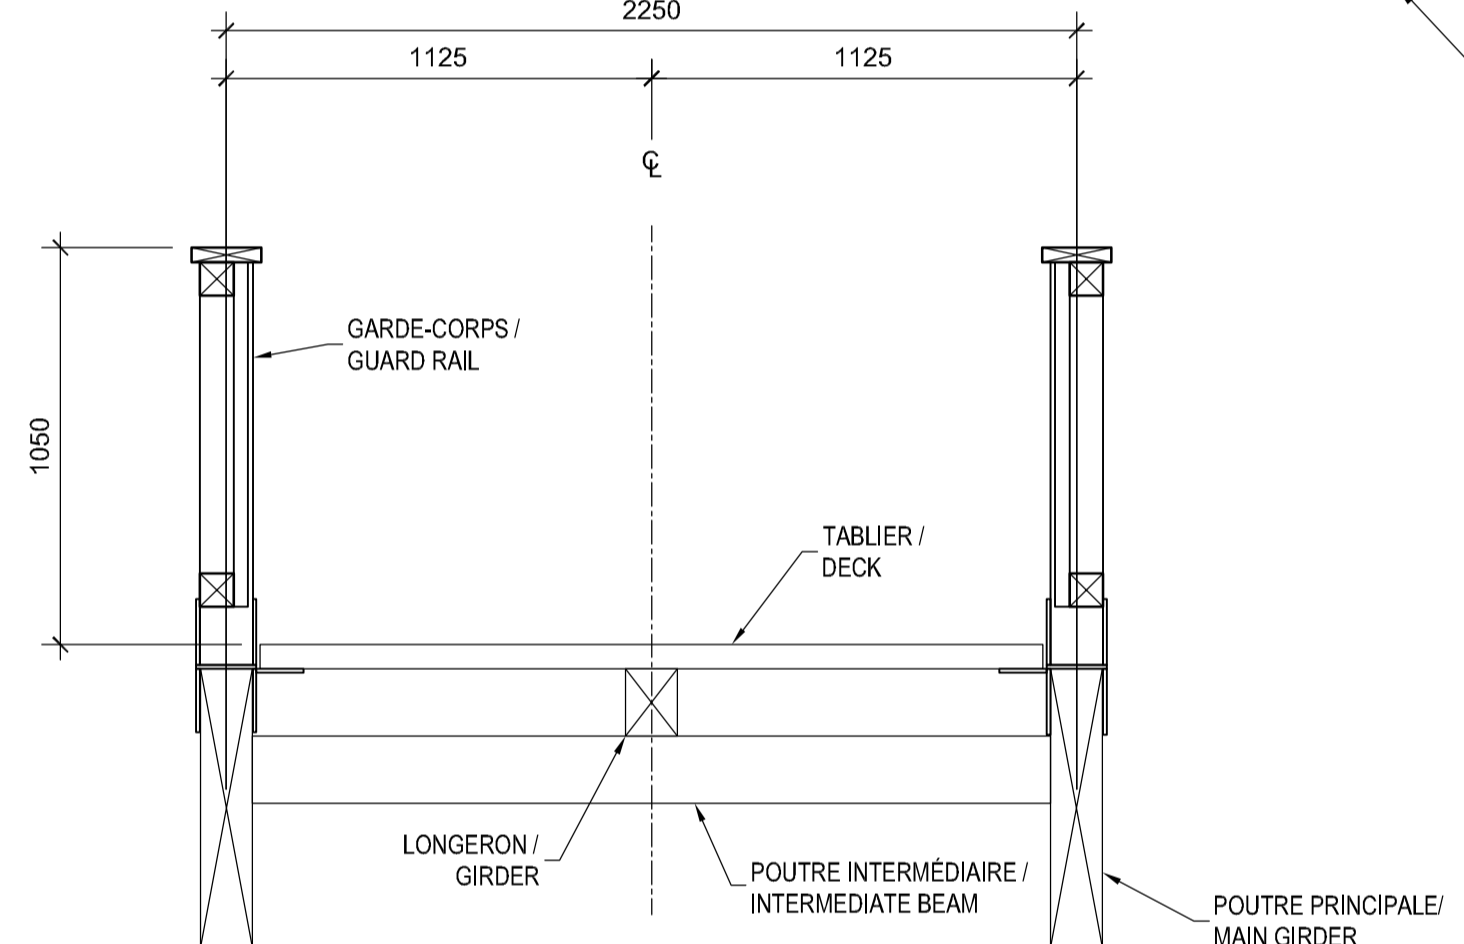 2250
1125
1125
℄
GARDE-CORPS /
GUARD RAIL
1050
TABLIER /
DECK
LONGERON /
GIRDER
POUTRE INTERMÉDIAIRE /
INTERMEDIATE BEAM
POUTRE PRINCIPALE/
MAIN GIRDER